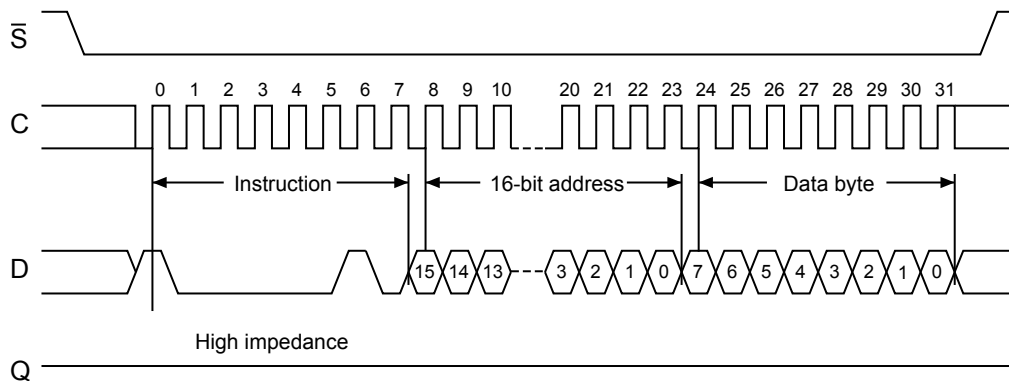 S̅
0 1 2 3 4 5 6 7 8 9 10 20 21 22 23 24 25 26 27 28 29 30 31
C
Instruction 16-bit address Data byte
D
15 14 13 3 2 1 0 7 6 5 4 3 2 1 0
High impedance
Q